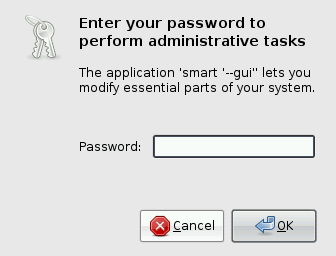 Enter your password to
perform administrative tasks
The application 'smart '--gui'' lets you
modify essential parts of your system.
Password:
Cancel
OK